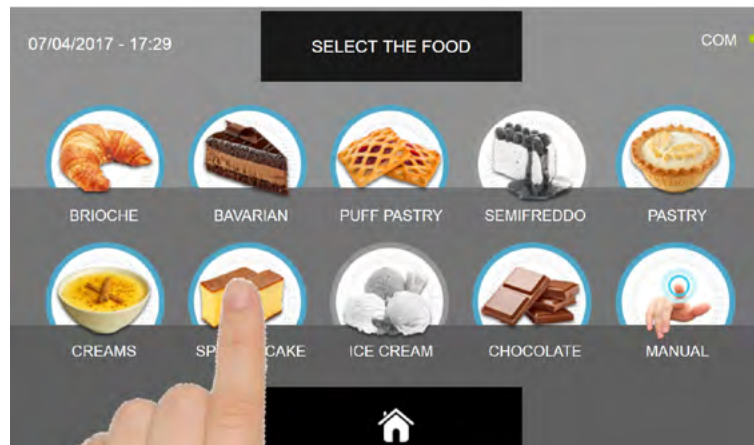 07/04/2017 - 17:29
SELECT THE FOOD
COM
BRIOCHE
BAVARIAN
PUFF PASTRY
SEMIFREDDO
PASTRY
CREAMS
SP CAKE
ICE CREAM
CHOCOLATE
MANUAL